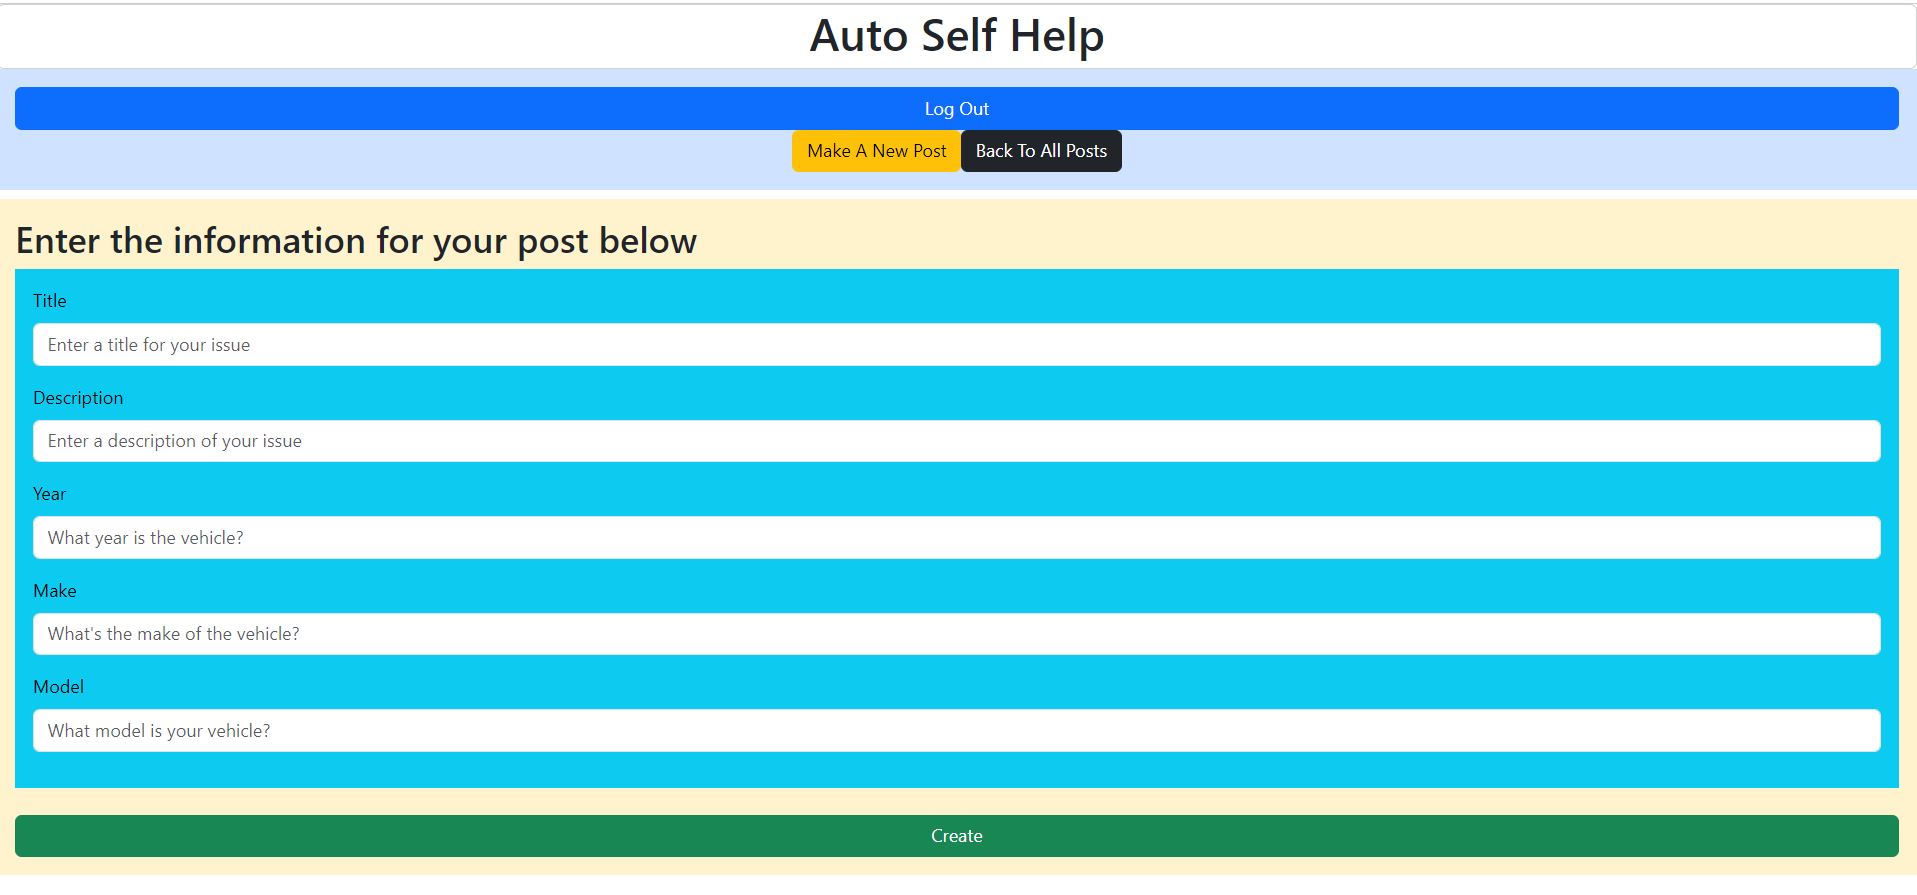 Auto Self Help
Log Out
Make A New Post Back To All Posts
Enter the information for your post below
Title
Enter a title for your issue
Description
Enter a description of your issue
Year
What year is the vehicle?
Make
What's the make of the vehicle?
Model
What model is your vehicle?
Create